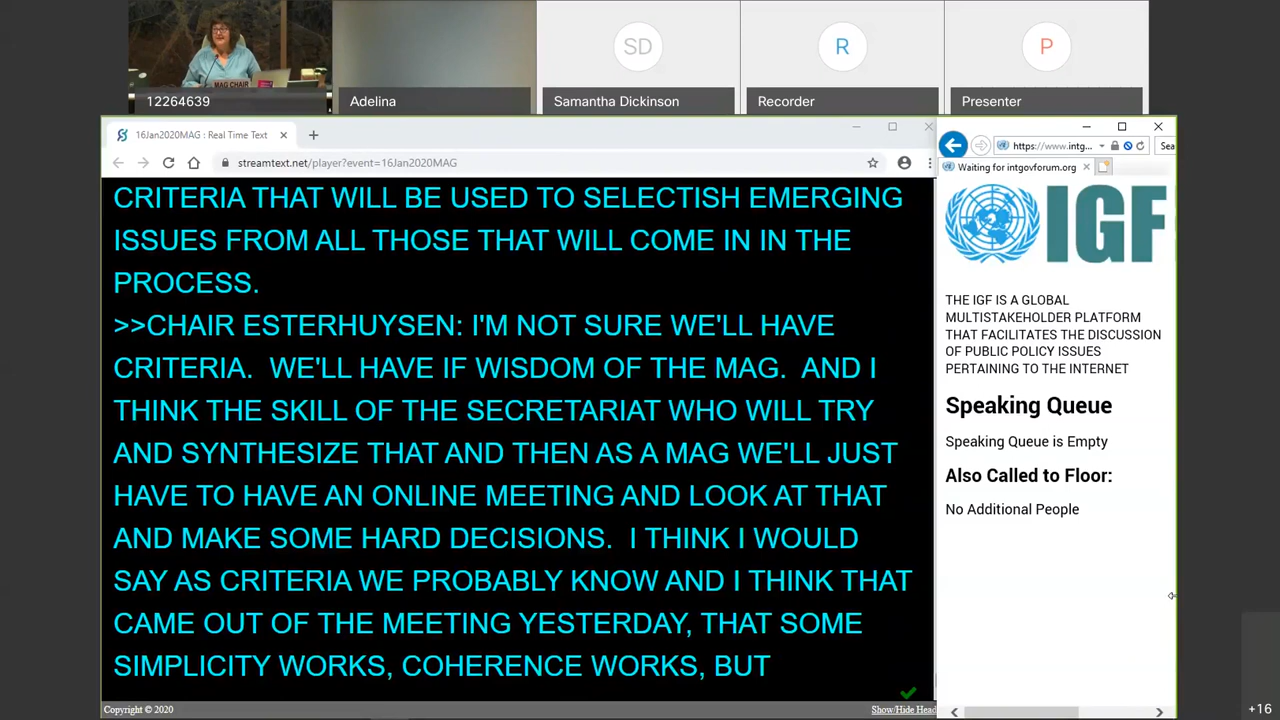 SD
R
P
MAG CHAIR
12264639
Adelina
Samantha Dickinson
Recorder
Presenter
16Jan2020MAG : Real Time Text
streamtext.net/player?event=16Jan2020MAG
CRITERIA THAT WILL BE USED TO SELECTISH EMERGING
ISSUES FROM ALL THOSE THAT WILL COME IN IN THE
PROCESS.
>>CHAIR ESTERHUYSEN: I'M NOT SURE WE'LL HAVE
CRITERIA.  WE'LL HAVE IF WISDOM OF THE MAG.  AND I
THINK THE SKILL OF THE SECRETARIAT WHO WILL TRY
AND SYNTHESIZE THAT AND THEN AS A MAG WE'LL JUST
HAVE TO HAVE AN ONLINE MEETING AND LOOK AT THAT
AND MAKE SOME HARD DECISIONS.  I THINK I WOULD
SAY AS CRITERIA WE PROBABLY KNOW AND I THINK THAT
CAME OUT OF THE MEETING YESTERDAY, THAT SOME
SIMPLICITY WORKS, COHERENCE WORKS, BUT
Copyright © 2020
Show/Hide Head
https://www.intg...
Sea
Waiting for intgovforum.org
IGF
THE IGF IS A GLOBAL
MULTISTAKEHOLDER PLATFORM
THAT FACILITATES THE DISCUSSION
OF PUBLIC POLICY ISSUES
PERTAINING TO THE INTERNET
Speaking Queue
Speaking Queue is Empty
Also Called to Floor:
No Additional People
+16